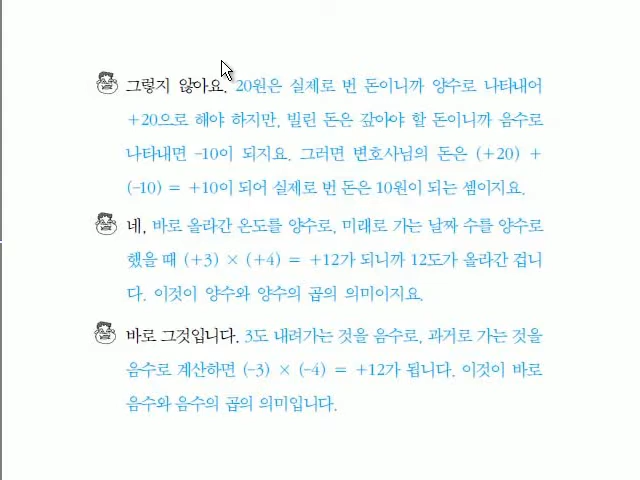 그렇지 않아요. 20원은 실제로 번 돈이니까 양수로 나타내어
+20으로 해야 하지만, 빌린 돈은 갚아야 할 돈이니까 음수로
나타내면 -10이 되지요. 그러면 변호사님의 돈은 (+20) +
(-10) = +10이 되어 실제로 번 돈은 10원이 되는 셈이지요.
네, 바로 올라간 온도를 양수로, 미래로 가는 날짜 수를 양수로
했을 때 (+3) × (+4) = +12가 되니까 12도가 올라간 겁니
다. 이것이 양수와 양수의 곱의 의미이지요.
바로 그것입니다. 3도 내려가는 것을 음수로, 과거로 가는 것을
음수로 계산하면 (-3) × (-4) = +12가 됩니다. 이것이 바로
음수와 음수의 곱의 의미입니다.